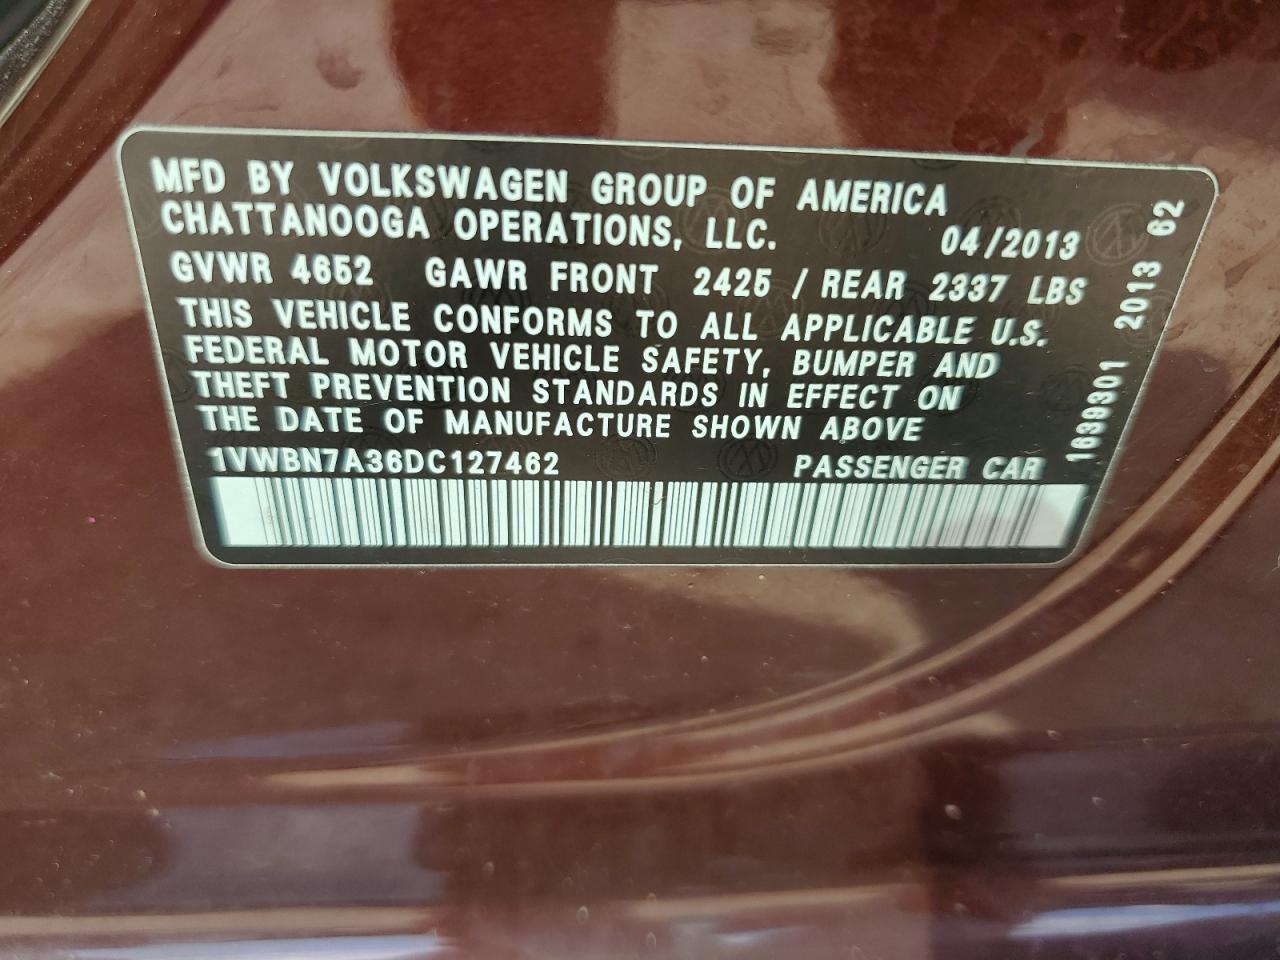 MFD BY VOLKSWAGEN GROUP OF AMERICA
CHATTANOOGA OPERATIONS, LLC. 04/2013
GVWR 4652 GAWR FRONT 2425 / REAR 2337 LBS
THIS VEHICLE CONFORMS TO ALL APPLICABLE U.S.
FEDERAL MOTOR VEHICLE SAFETY, BUMPER AND
THEFT PREVENTION STANDARDS IN EFFECT ON
THE DATE OF MANUFACTURE SHOWN ABOVE
1VWBN7A36DC127462 PASSENGER CAR
1639301 2013 62